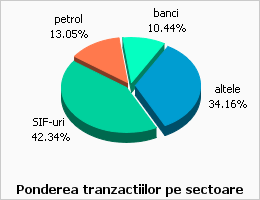 banci
10.44%
petrol
13.05%
altele
34.16%
SIF-uri
42.34%
Ponderea tranzactiilor pe sectoare